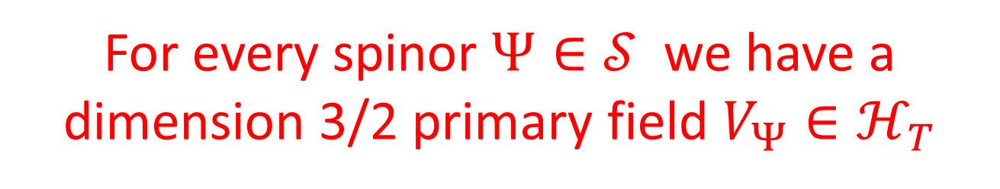 For every spinor Ψ ∈ 𝒮 we have a
dimension 3/2 primary field V_Ψ ∈ ℋ_T